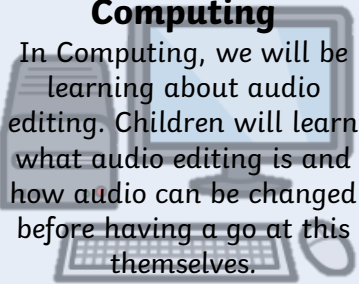 Computing
In Computing, we will be
learning about audio
editing. Children will learn
what audio editing is and
how audio can be changed
before having a go at this
themselves.